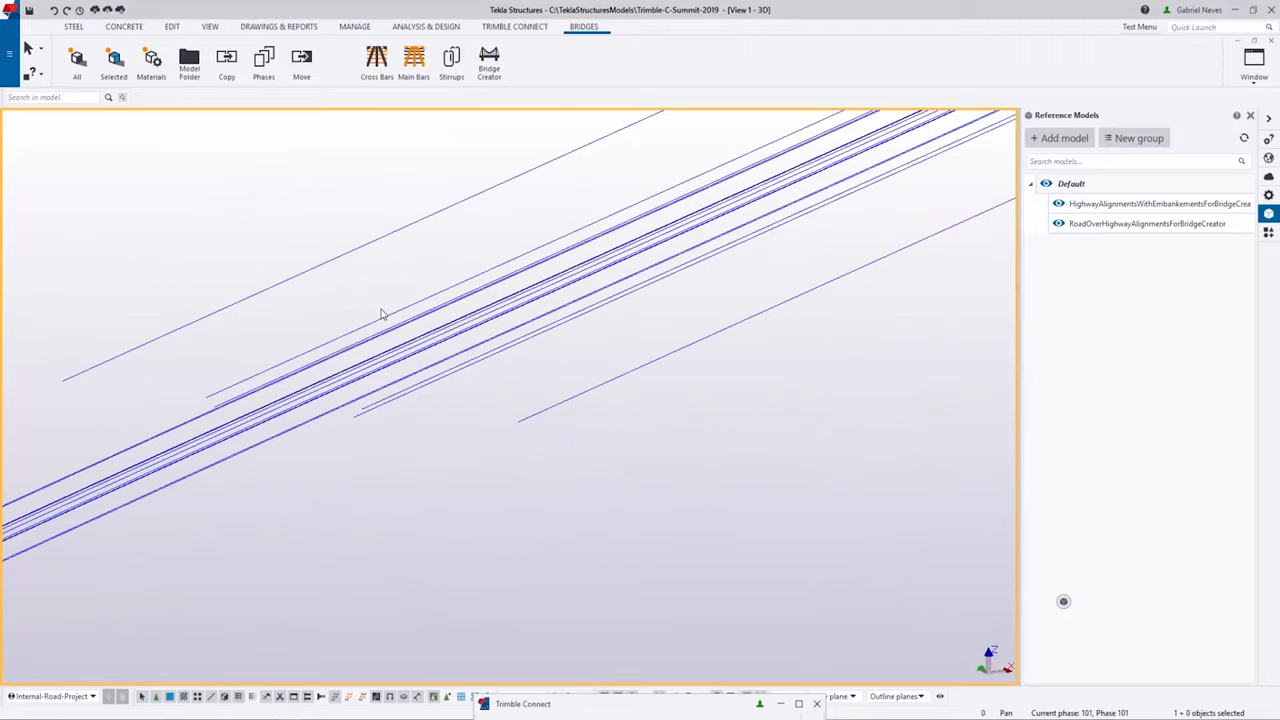 Tekla Structures - C:\TeklaStructuresModels\Trimble-C-Summit-2019 - [View 1 - 3D]
Gabriel Neves
STEEL CONCRETE EDIT VIEW DRAWINGS & REPORTS MANAGE ANALYSIS & DESIGN TRIMBLE CONNECT BRIDGES
Test Menu Quick Launch
All Selected Materials Model Folder Copy Phases Move Cross Bars Main Bars Stirrups Bridge Creator Window
Search in model
Reference Models
Add model New group
Search models...
Default
HighwayAlignmentsWithEmbankementsForBridgeCrea
RoadOverHighwayAlignmentsForBridgeCreator
Z
X
Internal-Road-Project
plane Outline planes
Trimble Connect
0 Pan Current phase: 101, Phase 101 1 + 0 objects selected